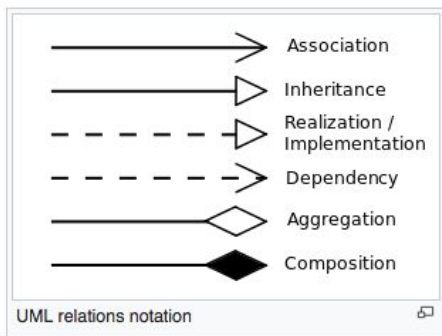 Association
Inheritance
Realization /
Implementation
Dependency
Aggregation
Composition
UML relations notation